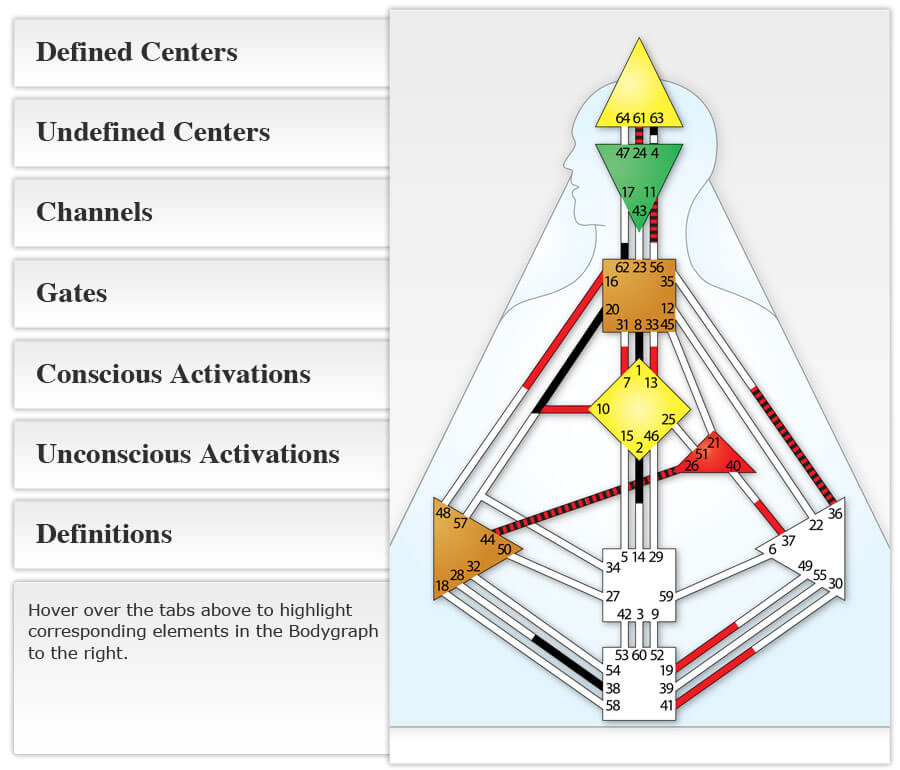 Defined Centers
Undefined Centers
Channels
Gates
Conscious Activations
Unconscious Activations
Definitions
Hover over the tabs above to highlight
corresponding elements in the Bodygraph
to the right.
64 61 63
47 24 4
17 11
43
62 23 56
16 35
20 12
31 8 33 45
1
7 13
10
25
15 46
2
21
51
26 40
48
57
44
50
32
28
18
36
22
37
6
49
55
30
5 14 29
34
27 59
42 3 9
53 60 52
54 19
38 39
58 41